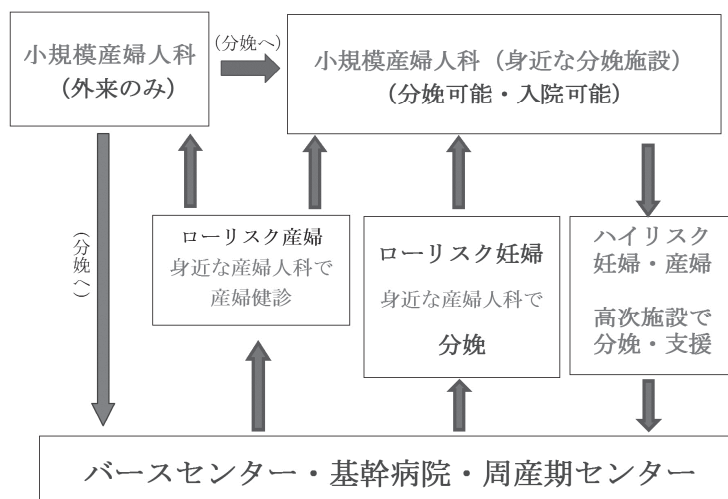 小規模産婦人科
（外来のみ）
（分娩へ）
小規模産婦人科（身近な分娩施設）
（分娩可能・入院可能）
（分娩へ）
ローリスク産婦
身近な産婦人科で
産婦健診
ローリスク妊婦
身近な産婦人科で
分娩
ハイリスク
妊婦・産婦
高次施設で
分娩・支援
バースセンター・基幹病院・周産期センター